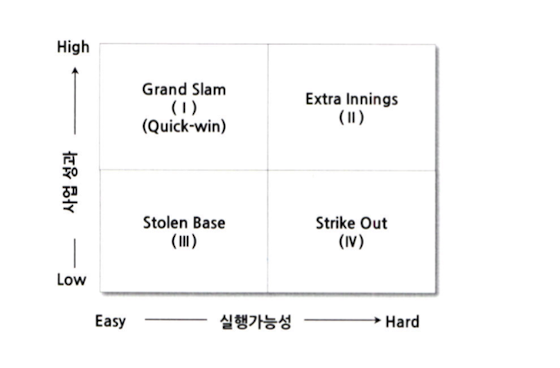 High
Grand Slam
( I )
(Quick-win)
Extra Innings
( II )
사업 성과
Stolen Base
( III )
Strike Out
(IV)
Low
Easy 실행가능성 Hard